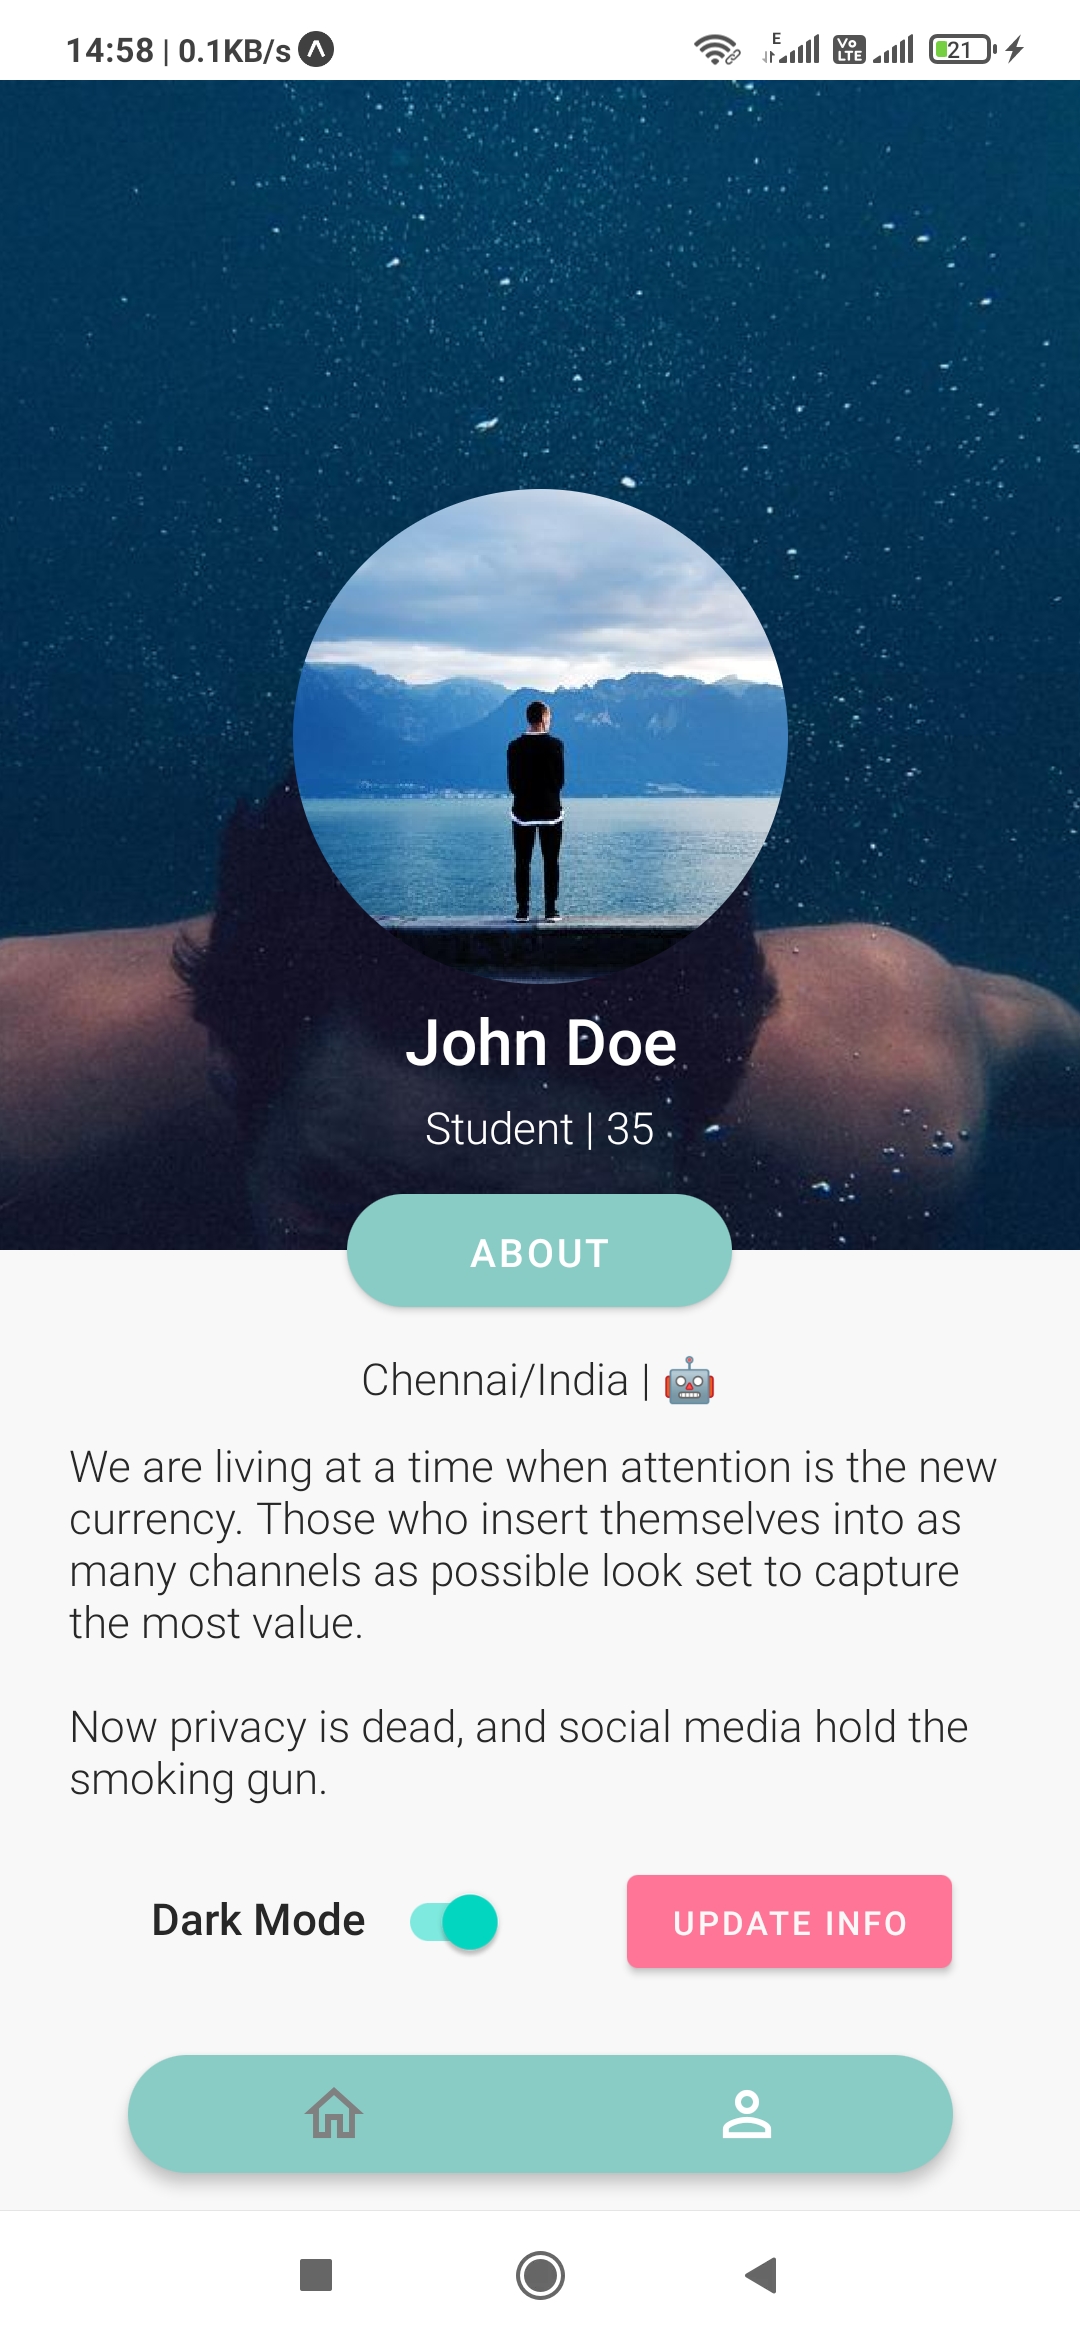 14:58 | 0.1KB/s
E
Vo
LTE
21
John Doe
Student | 35
ABOUT
Chennai/India | 🤖
We are living at a time when attention is the new
currency. Those who insert themselves into as
many channels as possible look set to capture
the most value.
Now privacy is dead, and social media hold the
smoking gun.
Dark Mode
UPDATE INFO